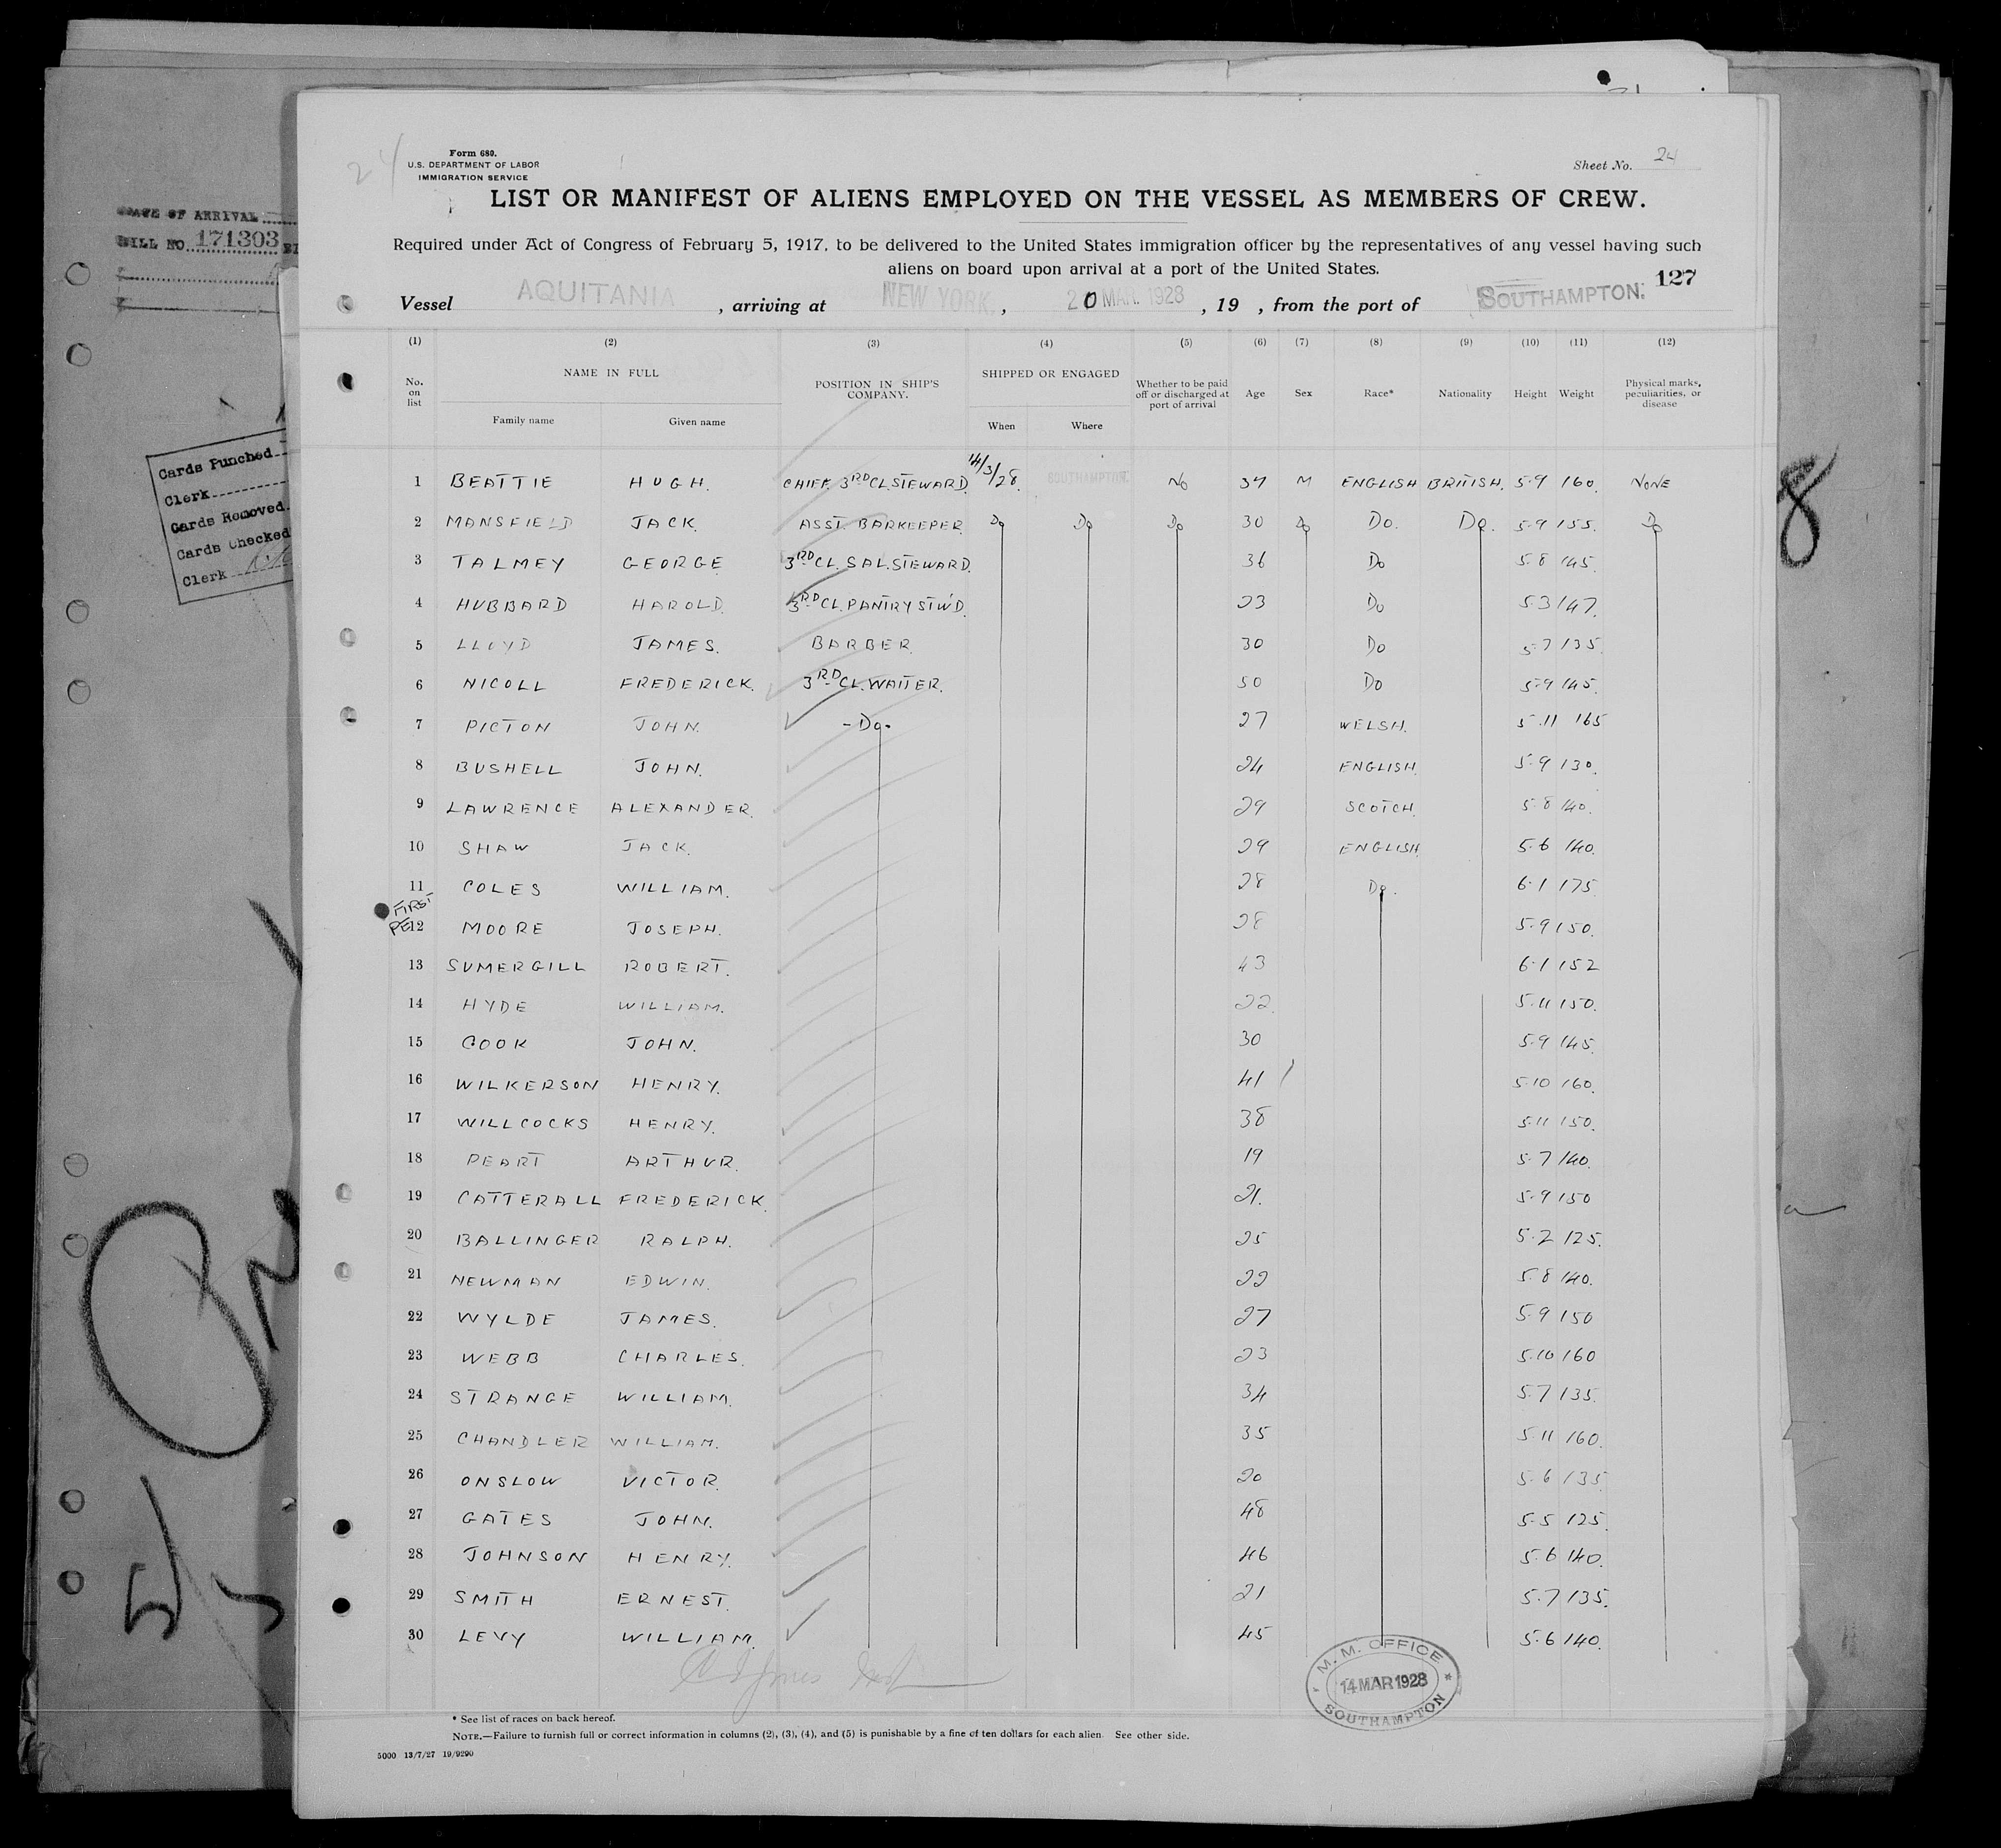 24
Form 680.
U.S. DEPARTMENT OF LABOR
IMMIGRATION SERVICE
Sheet No. 24
LIST OR MANIFEST OF ALIENS EMPLOYED ON THE VESSEL AS MEMBERS OF CREW.
Required under Act of Congress of February 5, 1917, to be delivered to the United States immigration officer by the representatives of any vessel having such
aliens on board upon arrival at a port of the United States.
127
Vessel AQUITANIA, arriving at NEW YORK, 20 MAR. 1928, 19 , from the port of SOUTHAMPTON.
(1) (2) (3) (4) (5) (6) (7) (8) (9) (10) (11) (12)
No. on list NAME IN FULL Family name Given name POSITION IN SHIP'S COMPANY. SHIPPED OR ENGAGED When Where Whether to be paid off or discharged at port of arrival Age Sex Race* Nationality Height Weight Physical marks, peculiarities, or disease
1 BEATTIE HUGH. CHIEF 3RD CL. STEWARD. 14/3/28. SOUTHAMPTON. NO 37 M ENGLISH BRITISH. 5-9 160. NONE
2 MANSFIELD JACK. ASST. BARKEEPER Do Do Do 30 Do Do. Do. 5-9 155. Do
3 TALMEY GEORGE 3RD CL. SAL. STEWARD. 36 Do 5-8 145.
4 HUBBARD HAROLD. 3RD CL. PANTRY STW'D. 23 Do 5-3 147.
5 LLOYD JAMES. BARBER. 30 Do 5-7 135.
6 NICOLL FREDERICK. 3RD CL. WAITER. 50 Do 5-9 145.
7 PICTON JOHN. -Do- 27 WELSH. 5-11 165
8 BUSHELL JOHN. 24 ENGLISH. 5-9 130.
9 LAWRENCE ALEXANDER. 29 SCOTCH. 5-8 140.
10 SHAW JACK. 29 ENGLISH. 5-6 140.
11 COLES WILLIAM. 28 Do. 6-1 175.
FIRST
12 MOORE JOSEPH. 28 5-9 150.
13 SUMERGILL ROBERT. 43 6-1 152
14 HYDE WILLIAM. 22. 5-11 150.
15 COOK JOHN. 30 5-9 145.
16 WILKERSON HENRY. 41 5-10 160.
17 WILLCOCKS HENRY. 38 5-11 150.
18 PEART ARTHUR. 19 5-7 140.
19 CATTERALL FREDERICK. 21. 5-9 150
20 BALLINGER RALPH. 25 5-2 125.
21 NEWMAN EDWIN. 22 5-8 140.
22 WYLDE JAMES. 27 5-9 150
23 WEBB CHARLES. 23 5-10 160
24 STRANGE WILLIAM. 34 5-7 135.
25 CHANDLER WILLIAM. 35 5-11 160.
26 ONSLOW VICTOR. 20 5-6 135.
27 GATES JOHN. 48 5-5 125.
28 JOHNSON HENRY. 46 5-6 140.
29 SMITH ERNEST. 21 5-7 135.
30 LEVY WILLIAM. 45 5-6 140.
M. M. OFFICE
14 MAR 1928
SOUTHAMPTON
* See list of races on back hereof.
NOTE.—Failure to furnish full or correct information in columns (2), (3), (4), and (5) is punishable by a fine of ten dollars for each alien. See other side.
5000 13/7/27 19/9290
DATE OF ARRIVAL
BILL NO. 171303
Cards Punched
Clerk
Cards Removed
Cards Checked
Clerk
8